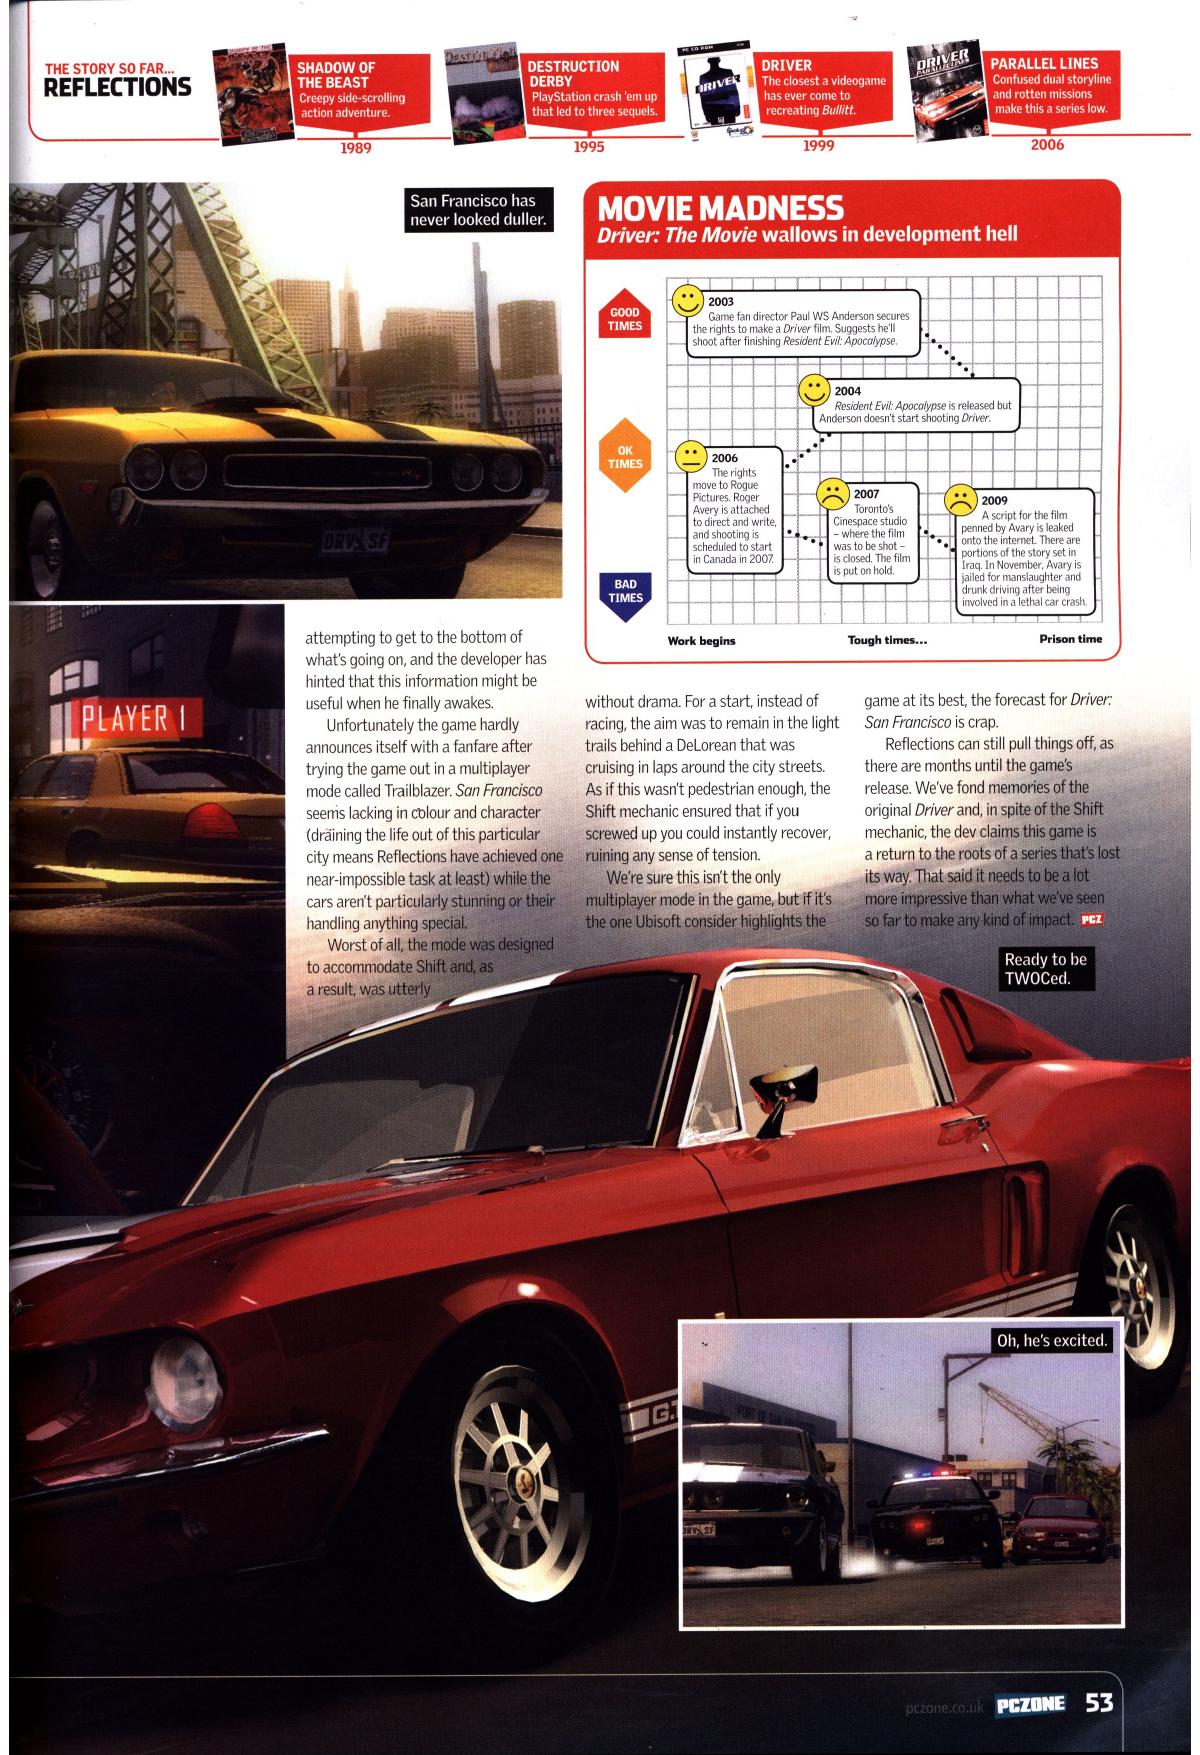 THE STORY SO FAR...
REFLECTIONS
SHADOW OF
THE BEAST
Creepy side-scrolling
action adventure.
1989
DESTRUCTION
DERBY
PlayStation crash 'em up
that led to three sequels.
1995
PC CD-ROM
DRIVER
DRIVER
The closest a videogame
has ever come to
recreating Bullitt.
1999
DRIVER
PARALLEL LINES
PARALLEL LINES
Confused dual storyline
and rotten missions
make this a series low.
2006
San Francisco has
never looked duller.
DRV SF
MOVIE MADNESS
Driver: The Movie wallows in development hell
GOOD
TIMES
OK
TIMES
BAD
TIMES
2003
Game fan director Paul WS Anderson secures
the rights to make a Driver film. Suggests he'll
shoot after finishing Resident Evil: Apocalypse.
2004
Resident Evil: Apocalypse is released but
Anderson doesn't start shooting Driver.
2006
The rights
move to Rogue
Pictures. Roger
Avery is attached
to direct and write,
and shooting is
scheduled to start
in Canada in 2007.
2007
Toronto's
Cinespace studio
– where the film
was to be shot –
is closed. The film
is put on hold.
2009
A script for the film
penned by Avary is leaked
onto the internet. There are
portions of the story set in
Iraq. In November, Avary is
jailed for manslaughter and
drunk driving after being
involved in a lethal car crash.
Work begins
Tough times...
Prison time
PLAYER 1
attempting to get to the bottom of
what's going on, and the developer has
hinted that this information might be
useful when he finally awakes.
Unfortunately the game hardly
announces itself with a fanfare after
trying the game out in a multiplayer
mode called Trailblazer. San Francisco
seems lacking in colour and character
(draining the life out of this particular
city means Reflections have achieved one
near-impossible task at least) while the
cars aren't particularly stunning or their
handling anything special.
Worst of all, the mode was designed
to accommodate Shift and, as
a result, was utterly
without drama. For a start, instead of
racing, the aim was to remain in the light
trails behind a DeLorean that was
cruising in laps around the city streets.
As if this wasn't pedestrian enough, the
Shift mechanic ensured that if you
screwed up you could instantly recover,
ruining any sense of tension.
We're sure this isn't the only
multiplayer mode in the game, but if it's
the one Ubisoft consider highlights the
game at its best, the forecast for Driver:
San Francisco is crap.
Reflections can still pull things off, as
there are months until the game's
release. We've fond memories of the
original Driver and, in spite of the Shift
mechanic, the dev claims this game is
a return to the roots of a series that's lost
its way. That said it needs to be a lot
more impressive than what we've seen
so far to make any kind of impact. PCZ
Ready to be
TWOCed.
G.T
Oh, he's excited.
PORT OF SAN FRANCISCO
DRV SF
pczone.co.uk PCZONE 53